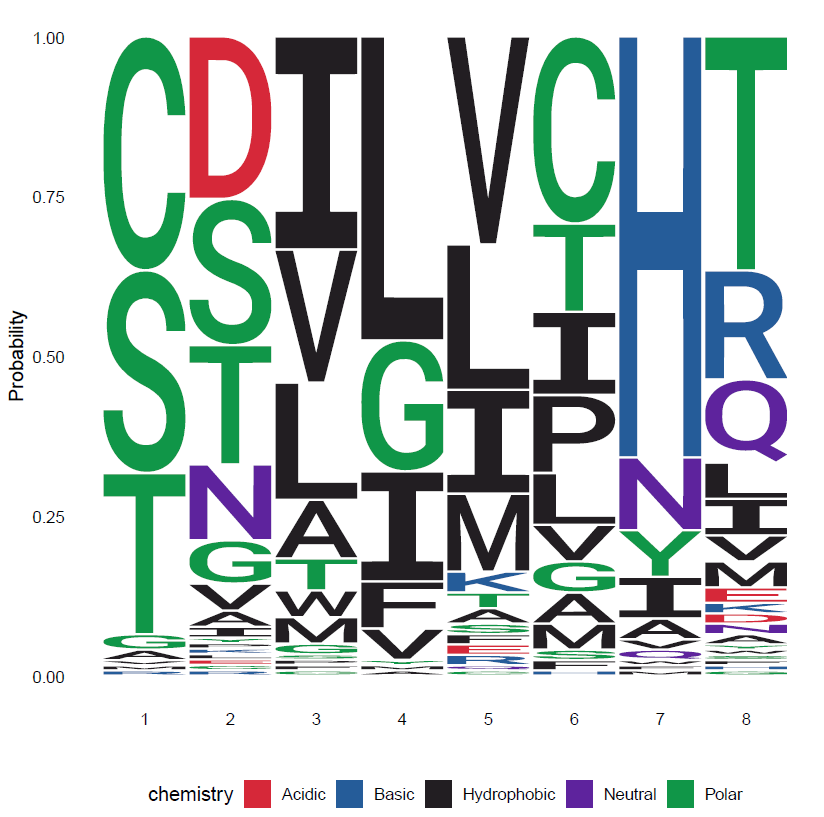 1.00
0.75
0.50
0.25
0.00
Probability
C S T G A
D S T N G V A I
I V L A T W M G S
L G I F V
V L I M K T A S F E R
C T I P L V G A M S F
H N Y I A V Q
T R Q L I V M E K D N A
1 2 3 4 5 6 7 8
chemistry Acidic Basic Hydrophobic Neutral Polar